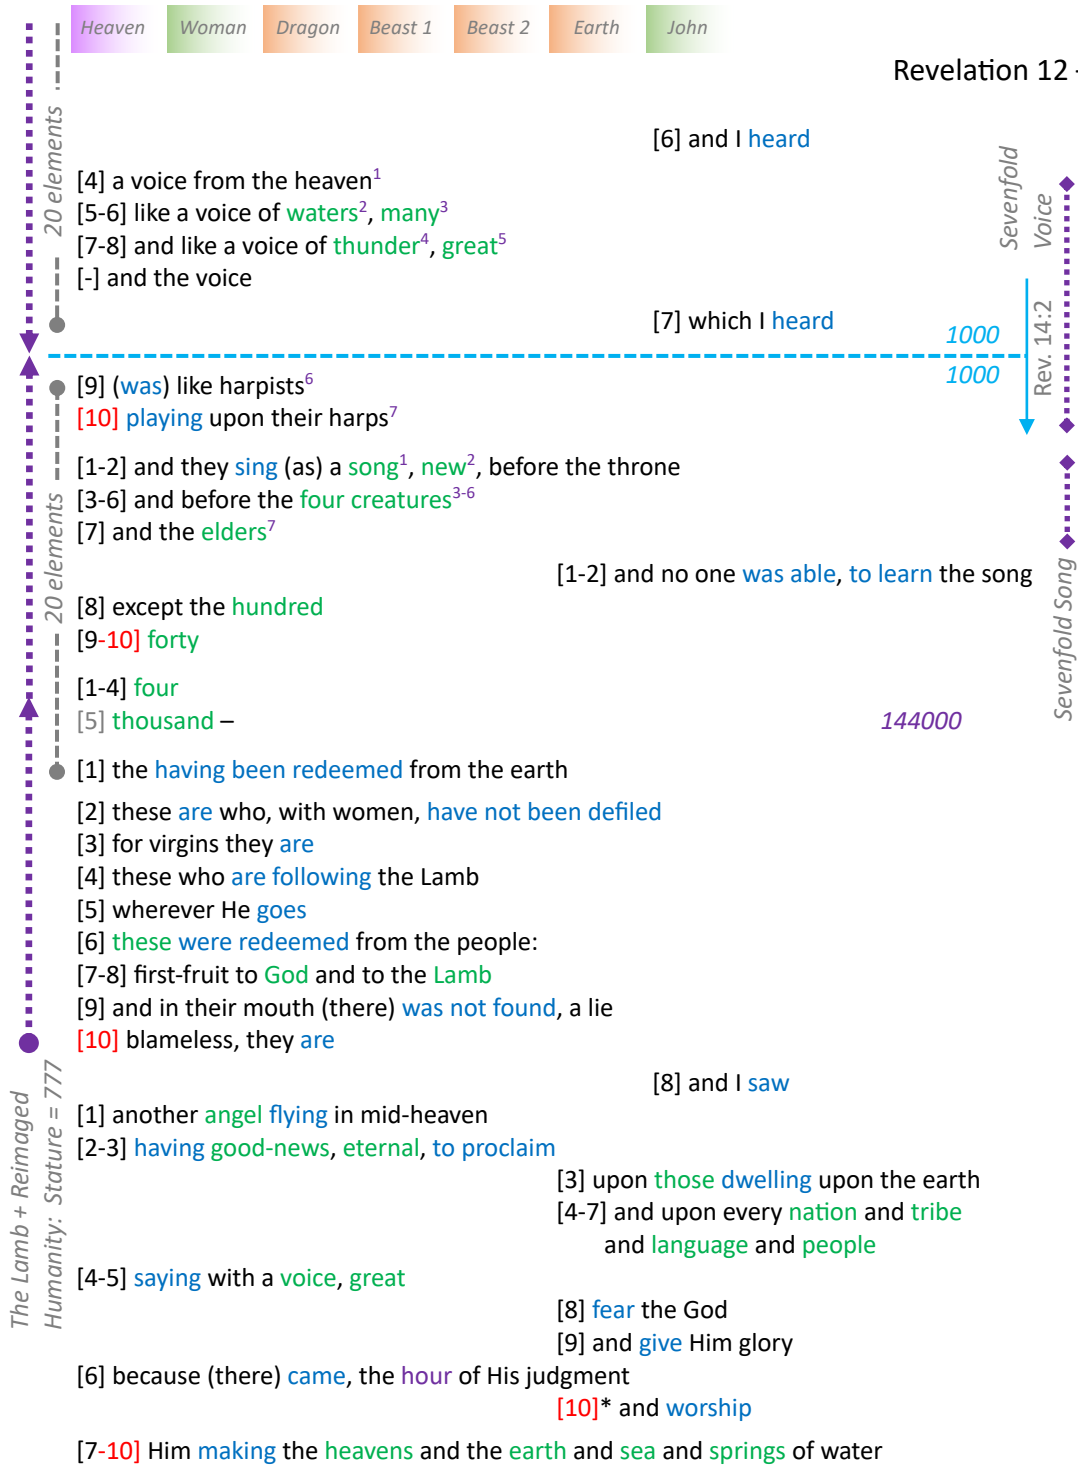 Heaven Woman Dragon Beast 1 Beast 2 Earth John
Revelation 12 -
20 elements
[6] and I heard
Sevenfold Voice
[4] a voice from the heaven1
[5-6] like a voice of waters2, many3
[7-8] and like a voice of thunder4, great5
[-] and the voice
[7] which I heard
Rev. 14:2
1000
1000
[9] (was) like harpists6
[10] playing upon their harps7
20 elements
[1-2] and they sing (as) a song1, new2, before the throne
[3-6] and before the four creatures3-6
[7] and the elders7
Sevenfold Song
[1-2] and no one was able, to learn the song
[8] except the hundred
[9-10] forty
[1-4] four
[5] thousand –
144000
[1] the having been redeemed from the earth
[2] these are who, with women, have not been defiled
[3] for virgins they are
[4] these who are following the Lamb
[5] wherever He goes
[6] these were redeemed from the people:
[7-8] first-fruit to God and to the Lamb
[9] and in their mouth (there) was not found, a lie
[10] blameless, they are
The Lamb + Reimaged
Humanity: Stature = 777
[8] and I saw
[1] another angel flying in mid-heaven
[2-3] having good-news, eternal, to proclaim
[3] upon those dwelling upon the earth
[4-7] and upon every nation and tribe
and language and people
[4-5] saying with a voice, great
[8] fear the God
[9] and give Him glory
[6] because (there) came, the hour of His judgment
[10]* and worship
[7-10] Him making the heavens and the earth and sea and springs of water